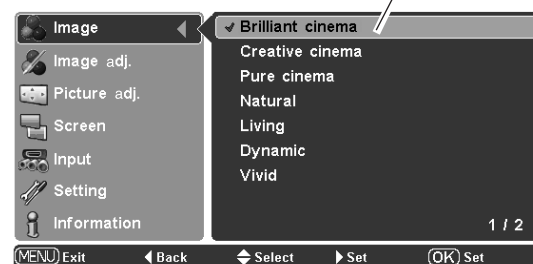 Image
Image adj.
Picture adj.
Screen
Input
Setting
Information
Brilliant cinema
Creative cinema
Pure cinema
Natural
Living
Dynamic
Vivid
1 / 2
MENU Exit Back Select Set OK Set